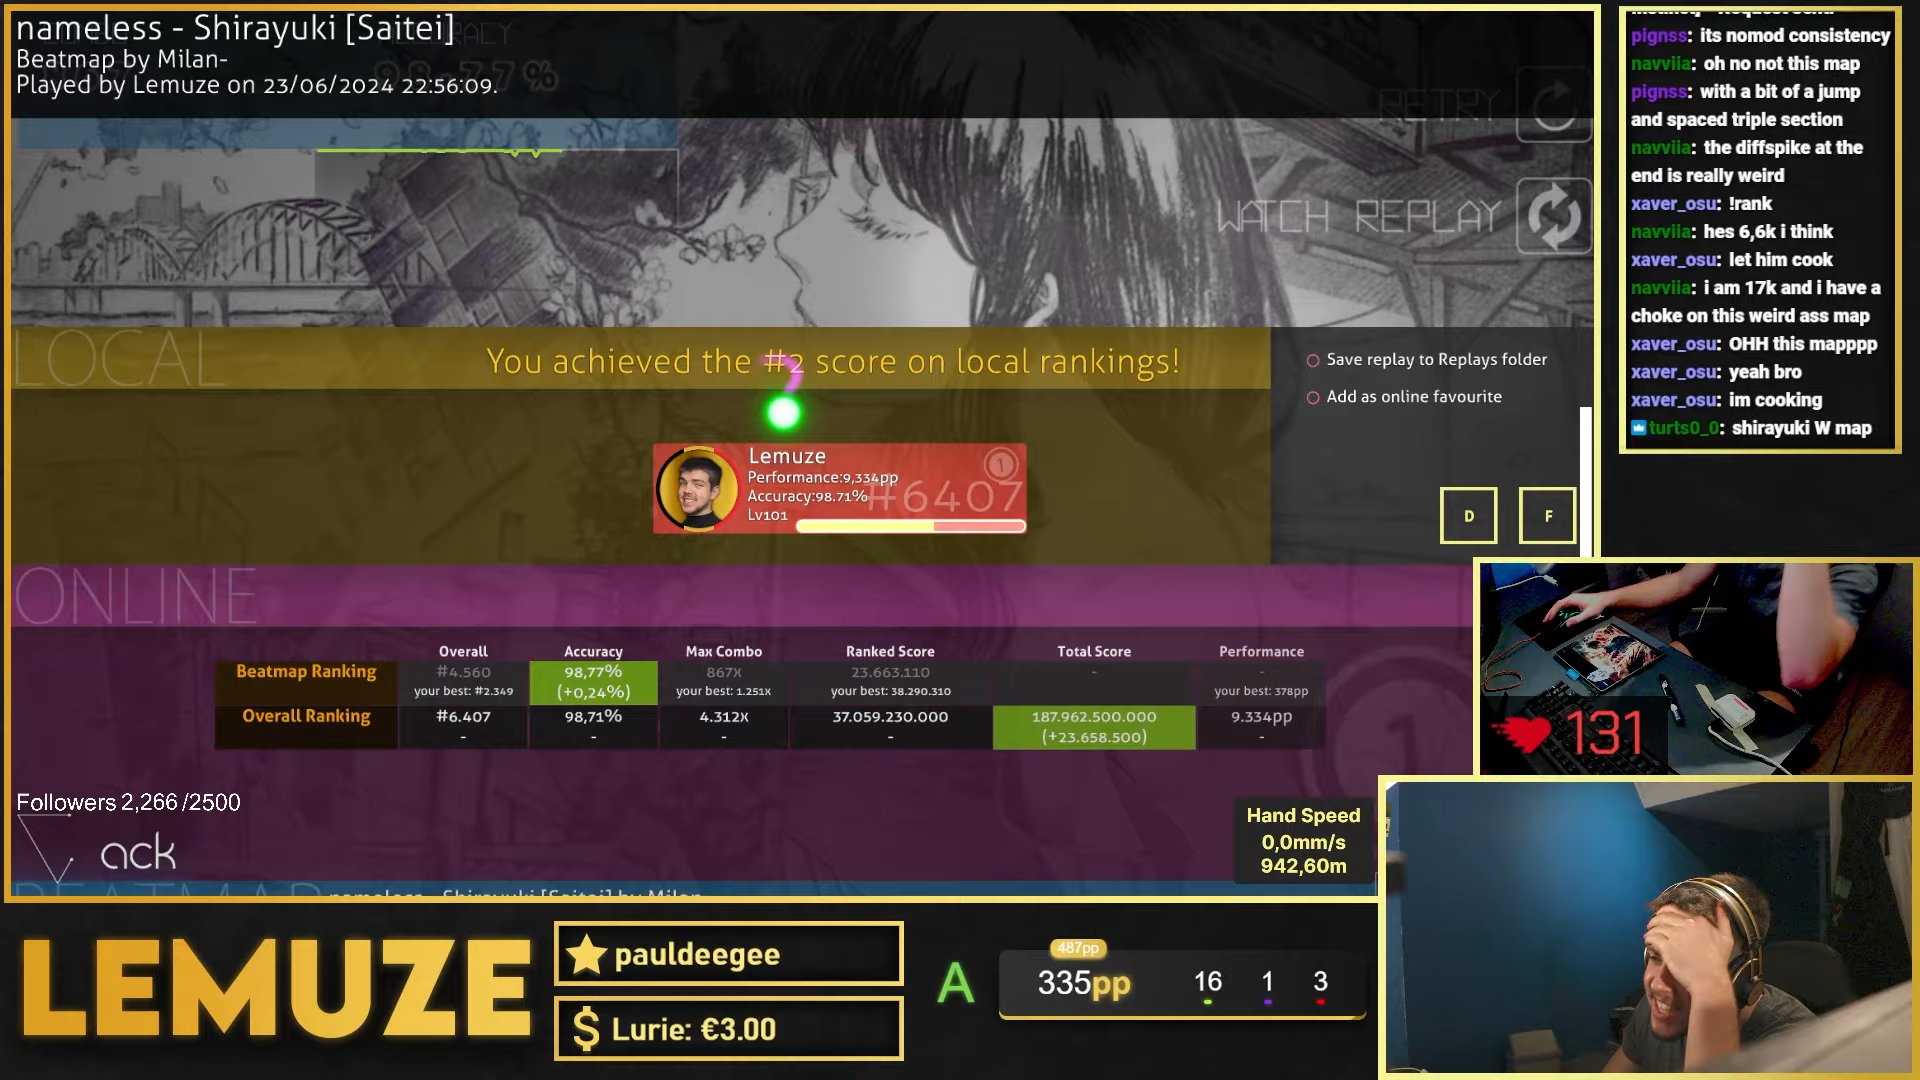 nameless - Shirayuki [Saitei]
Beatmap by Milan-
Played by Lemuze on 23/06/2024 22:56:09.
RETRY
WATCH REPLAY
LOCAL
You achieved the #2 score on local rankings!
Save replay to Replays folder
Add as online favourite
Lemuze
Performance:9,334pp
Accuracy:98.71%
#6407
Lv101
1
D F
ONLINE
Overall Accuracy Max Combo Ranked Score Total Score Performance
Beatmap Ranking #4.560 98,77% 867x 23.663.110 - -
your best: #2.349 (+0,24%) your best: 1.251x your best: 38.290.310 your best: 378pp
Overall Ranking #6.407 98,71% 4.312x 37.059.230.000 187.962.500.000 9.334pp
- - - - (+23.658.500) -
Followers 2,266 /2500
ack
Hand Speed
0,0mm/s
942,60m
nameless - Shirayuki [Saitei] by Milan-
LEMUZE
pauldeegee
$ Lurie: €3.00
A
487pp
335pp 16 1 3
pignss: its nomod consistency
navviia: oh no not this map
pignss: with a bit of a jump
and spaced triple section
navviia: the diffspike at the
end is really weird
xaver_osu: !rank
navviia: hes 6,6k i think
xaver_osu: let him cook
navviia: i am 17k and i have a
choke on this weird ass map
xaver_osu: OHH this mapppp
xaver_osu: yeah bro
xaver_osu: im cooking
turts0_0: shirayuki W map
131